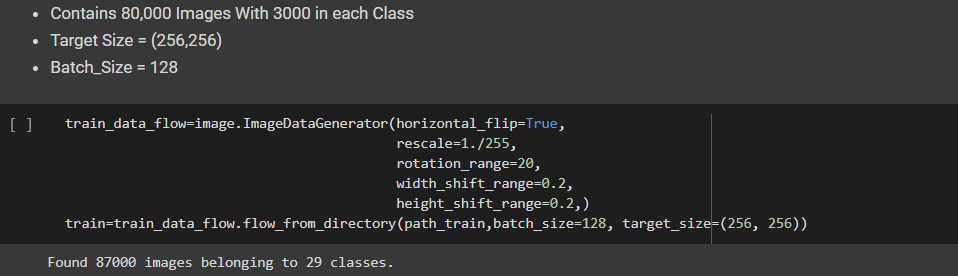 • Contains 80,000 Images With 3000 in each Class
• Target Size = (256,256)
• Batch_Size = 128
[ ] train_data_flow=image.ImageDataGenerator(horizontal_flip=True,
rescale=1./255,
rotation_range=20,
width_shift_range=0.2,
height_shift_range=0.2,)
train=train_data_flow.flow_from_directory(path_train,batch_size=128, target_size=(256, 256))
Found 87000 images belonging to 29 classes.